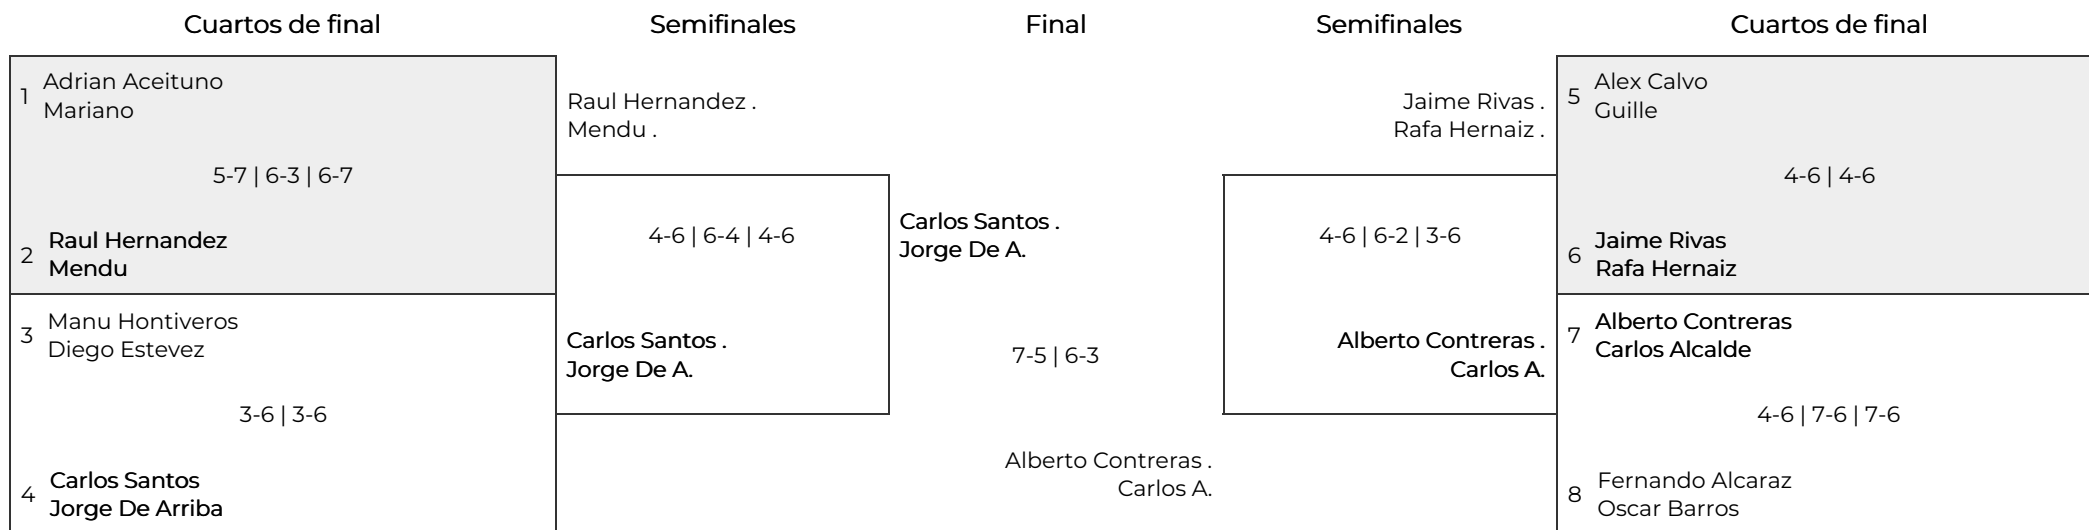 Cuartos de final
Semifinales
Final
Semifinales
Cuartos de final
1
Adrian Aceituno
Mariano
5-7 | 6-3 | 6-7
2
Raul Hernandez
Mendu
3
Manu Hontiveros
Diego Estevez
3-6 | 3-6
4
Carlos Santos
Jorge De Arriba
Raul Hernandez .
Mendu .
4-6 | 6-4 | 4-6
Carlos Santos .
Jorge De A.
Carlos Santos .
Jorge De A.
7-5 | 6-3
Alberto Contreras .
Carlos A.
Jaime Rivas .
Rafa Hernaiz .
4-6 | 6-2 | 3-6
Alberto Contreras .
Carlos A.
5
Alex Calvo
Guille
4-6 | 4-6
6
Jaime Rivas
Rafa Hernaiz
7
Alberto Contreras
Carlos Alcalde
4-6 | 7-6 | 7-6
8
Fernando Alcaraz
Oscar Barros